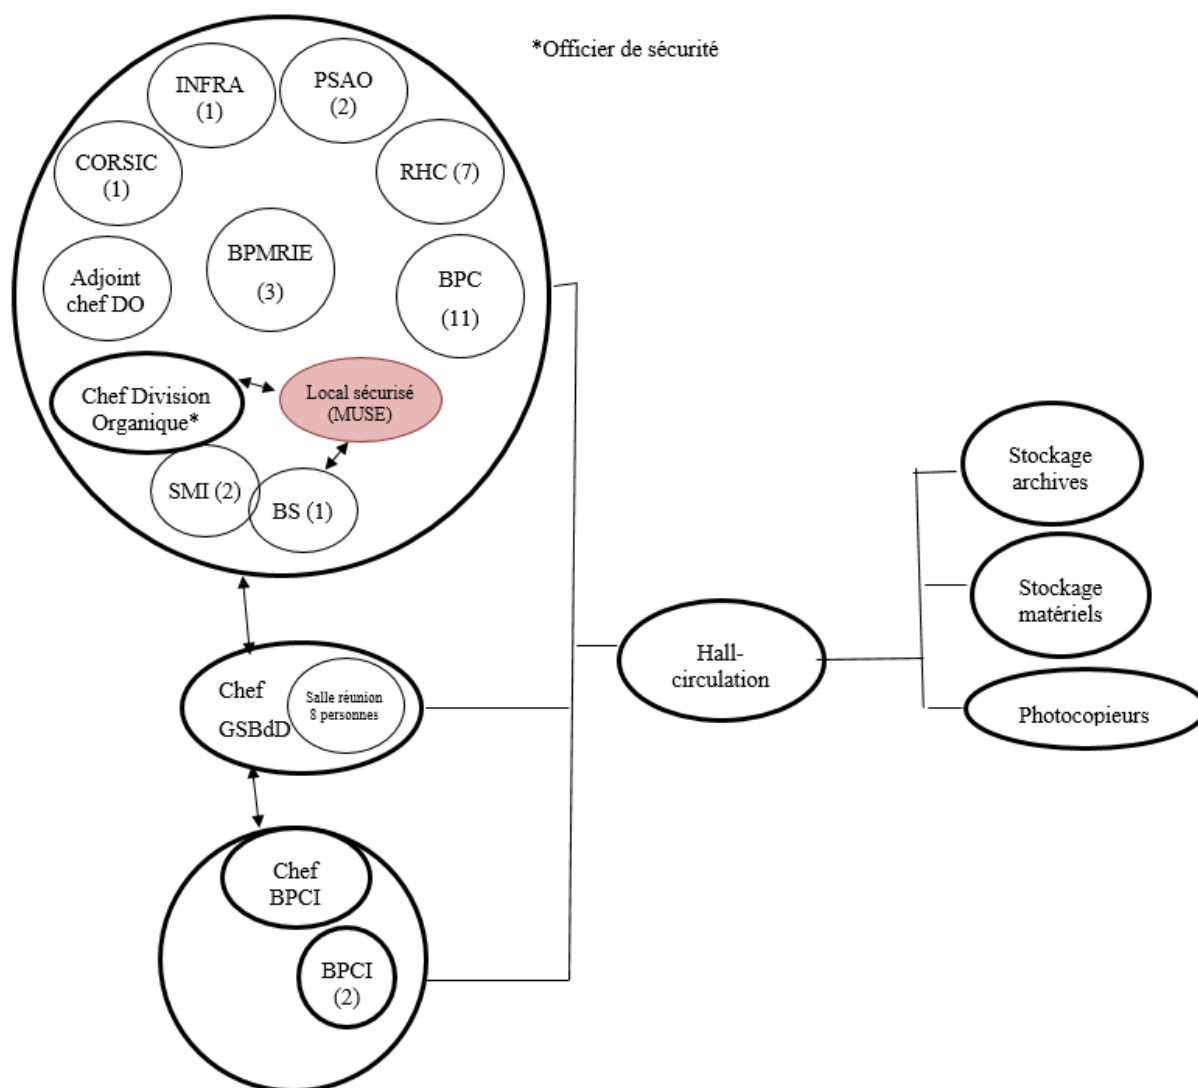 *Officier de sécurité
INFRA
(1)
PSAO
(2)
CORSIC
(1)
RHC (7)
BPMRIE
(3)
Adjoint
chef DO
BPC
(11)
Chef Division
Organique*
Local sécurisé
(MUSE)
SMI (2)
BS (1)
Chef
GSBdD
Salle réunion
8 personnes
Chef
BPCI
BPCI
(2)
Hall-
circulation
Stockage
archives
Stockage
matériels
Photocopieurs